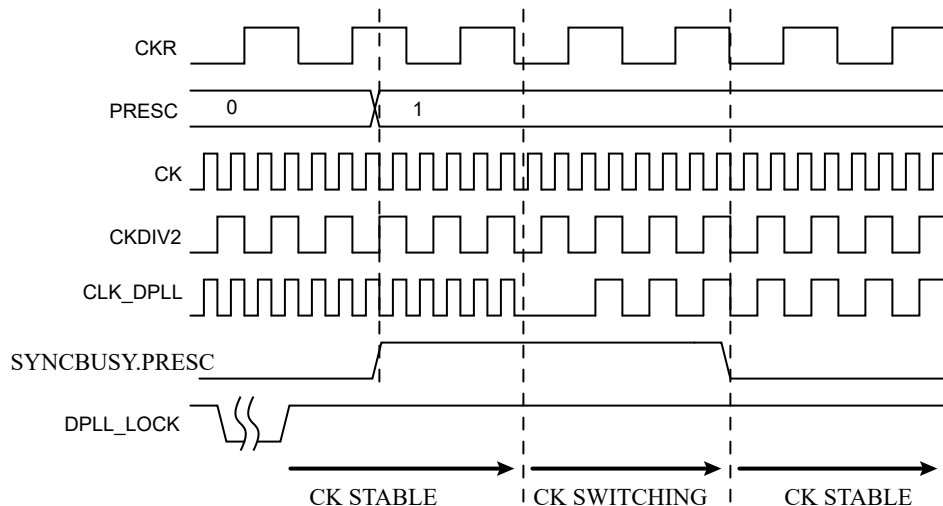 CKR
PRESC 0 1
CK
CKDIV2
CLK_DPLL
SYNCBUSY.PRESC
DPLL_LOCK
CK STABLE CK SWITCHING CK STABLE